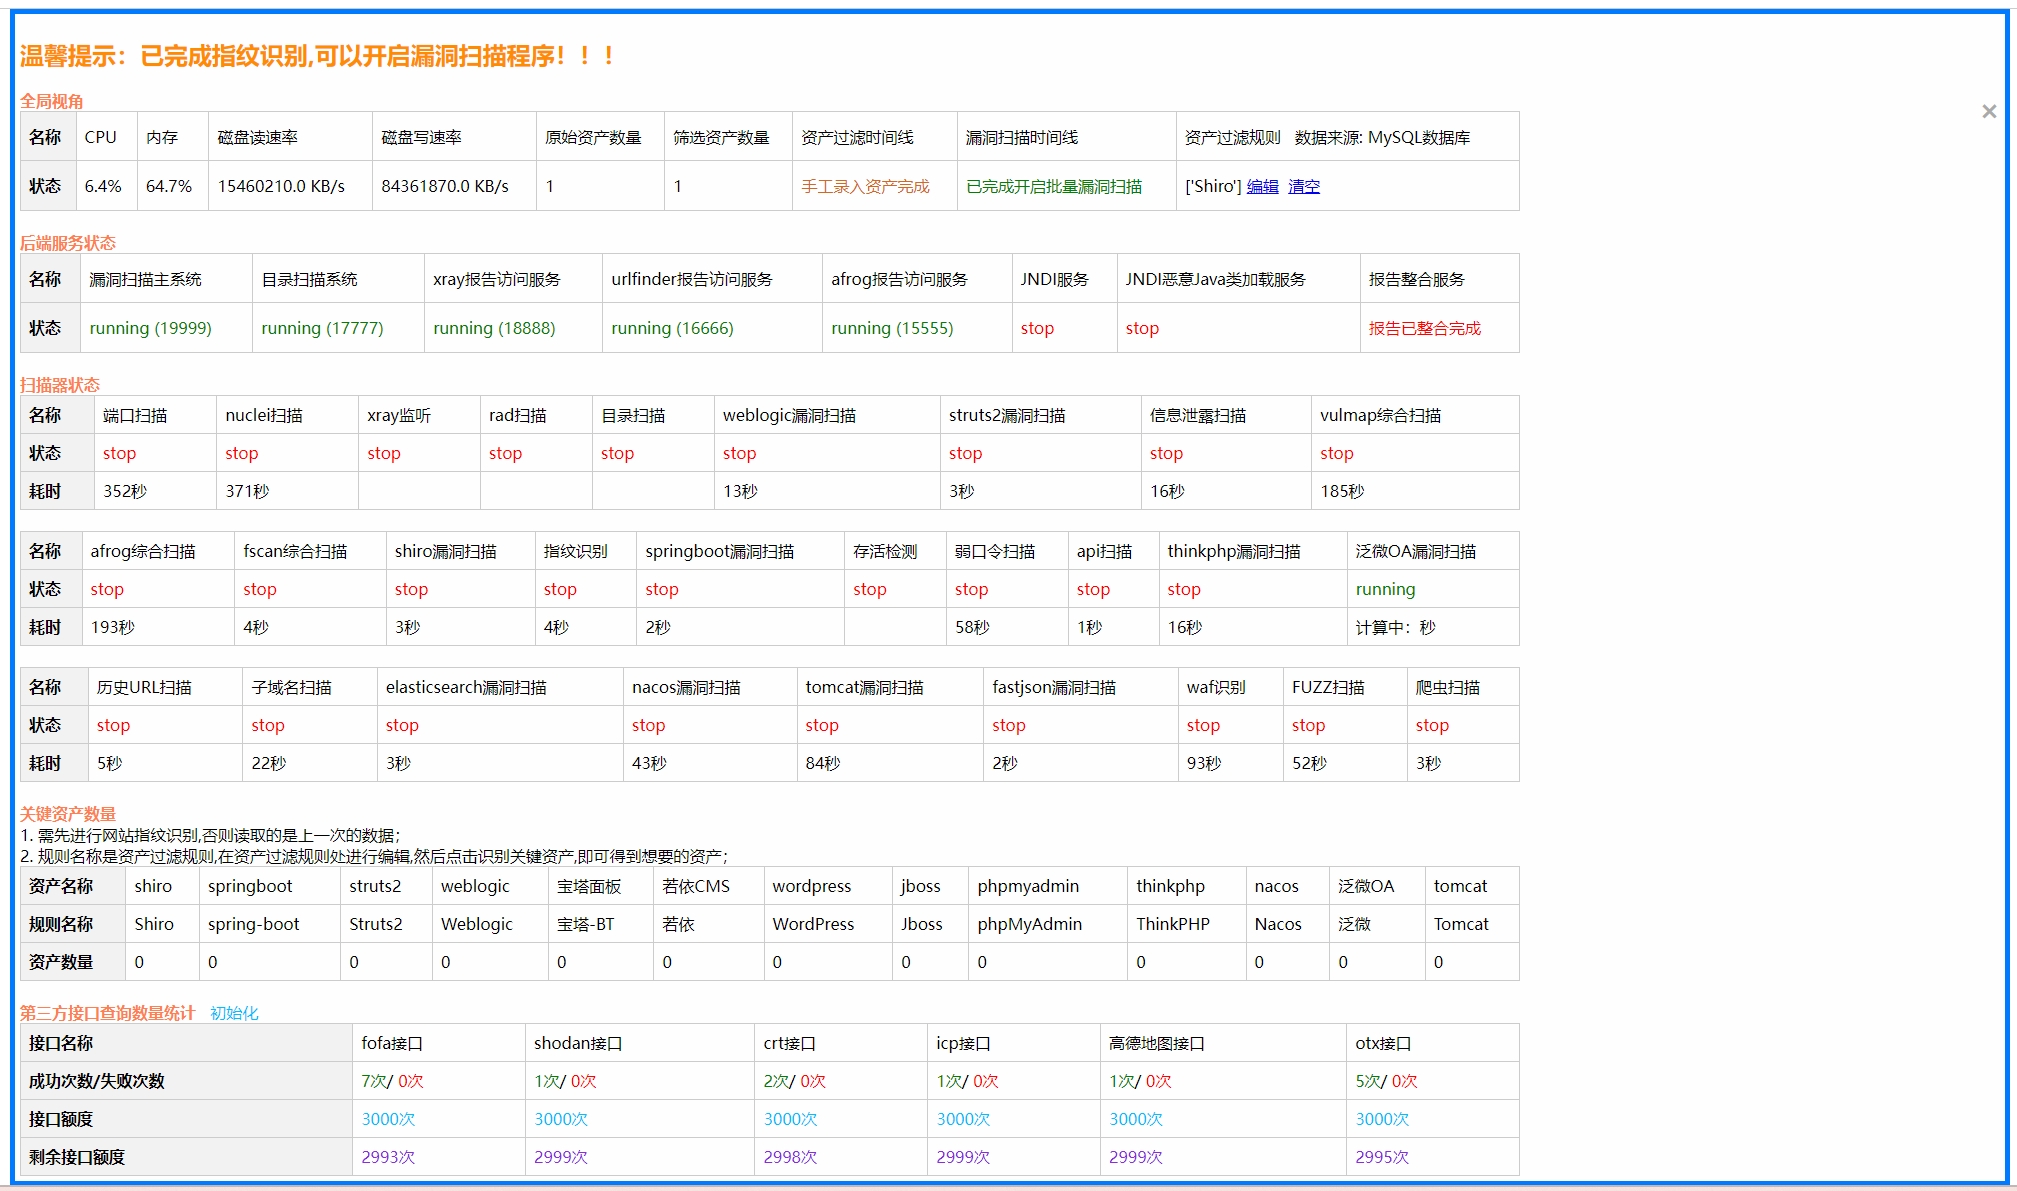 温馨提示：已完成指纹识别,可以开启漏洞扫描程序！！！
全局视角
×
名称 CPU 内存 磁盘读速率 磁盘写速率 原始资产数量 筛选资产数量 资产过滤时间线 漏洞扫描时间线 资产过滤规则 数据来源: MySQL数据库
状态 6.4% 64.7% 15460210.0 KB/s 84361870.0 KB/s 1 1 手工录入资产完成 已完成开启批量漏洞扫描 ['Shiro'] 编辑 清空
后端服务状态
名称 漏洞扫描主系统 目录扫描系统 xray报告访问服务 urlfinder报告访问服务 afrog报告访问服务 JNDI服务 JNDI恶意Java类加载服务 报告整合服务
状态 running (19999) running (17777) running (18888) running (16666) running (15555) stop stop 报告已整合完成
扫描器状态
名称 端口扫描 nuclei扫描 xray监听 rad扫描 目录扫描 weblogic漏洞扫描 struts2漏洞扫描 信息泄露扫描 vulmap综合扫描
状态 stop stop stop stop stop stop stop stop stop
耗时 352秒 371秒 13秒 3秒 16秒 185秒
名称 afrog综合扫描 fscan综合扫描 shiro漏洞扫描 指纹识别 springboot漏洞扫描 存活检测 弱口令扫描 api扫描 thinkphp漏洞扫描 泛微OA漏洞扫描
状态 stop stop stop stop stop stop stop stop stop running
耗时 193秒 4秒 3秒 4秒 2秒 58秒 1秒 16秒 计算中：秒
名称 历史URL扫描 子域名扫描 elasticsearch漏洞扫描 nacos漏洞扫描 tomcat漏洞扫描 fastjson漏洞扫描 waf识别 FUZZ扫描 爬虫扫描
状态 stop stop stop stop stop stop stop stop stop
耗时 5秒 22秒 3秒 43秒 84秒 2秒 93秒 52秒 3秒
关键资产数量
1. 需先进行网站指纹识别,否则读取的是上一次的数据；
2. 规则名称是资产过滤规则,在资产过滤规则处进行编辑,然后点击识别关键资产,即可得到想要的资产；
资产名称 shiro springboot struts2 weblogic 宝塔面板 若依CMS wordpress jboss phpmyadmin thinkphp nacos 泛微OA tomcat
规则名称 Shiro spring-boot Struts2 Weblogic 宝塔-BT 若依 WordPress Jboss phpMyAdmin ThinkPHP Nacos 泛微 Tomcat
资产数量 0 0 0 0 0 0 0 0 0 0 0 0 0
第三方接口查询数量统计 初始化
接口名称 fofa接口 shodan接口 crt接口 icp接口 高德地图接口 otx接口
成功次数/失败次数 7次/ 0次 1次/ 0次 2次/ 0次 1次/ 0次 1次/ 0次 5次/ 0次
接口额度 3000次 3000次 3000次 3000次 3000次 3000次
剩余接口额度 2993次 2999次 2998次 2999次 2999次 2995次